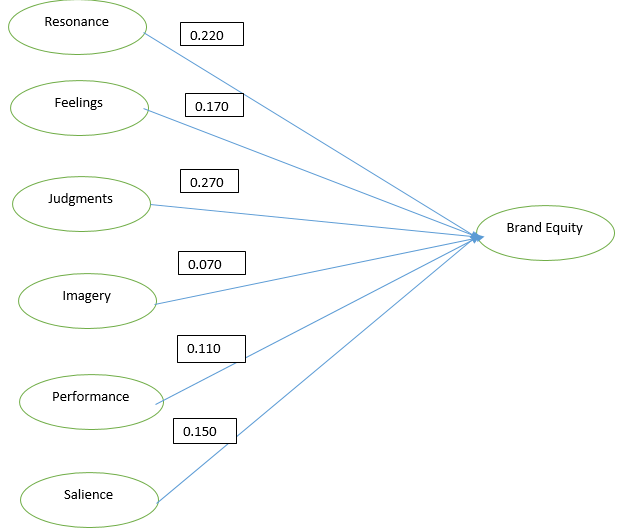 Resonance
0.220
Feelings
0.170
Judgments
0.270
Brand Equity
Imagery
0.070
Performance
0.110
Salience
0.150